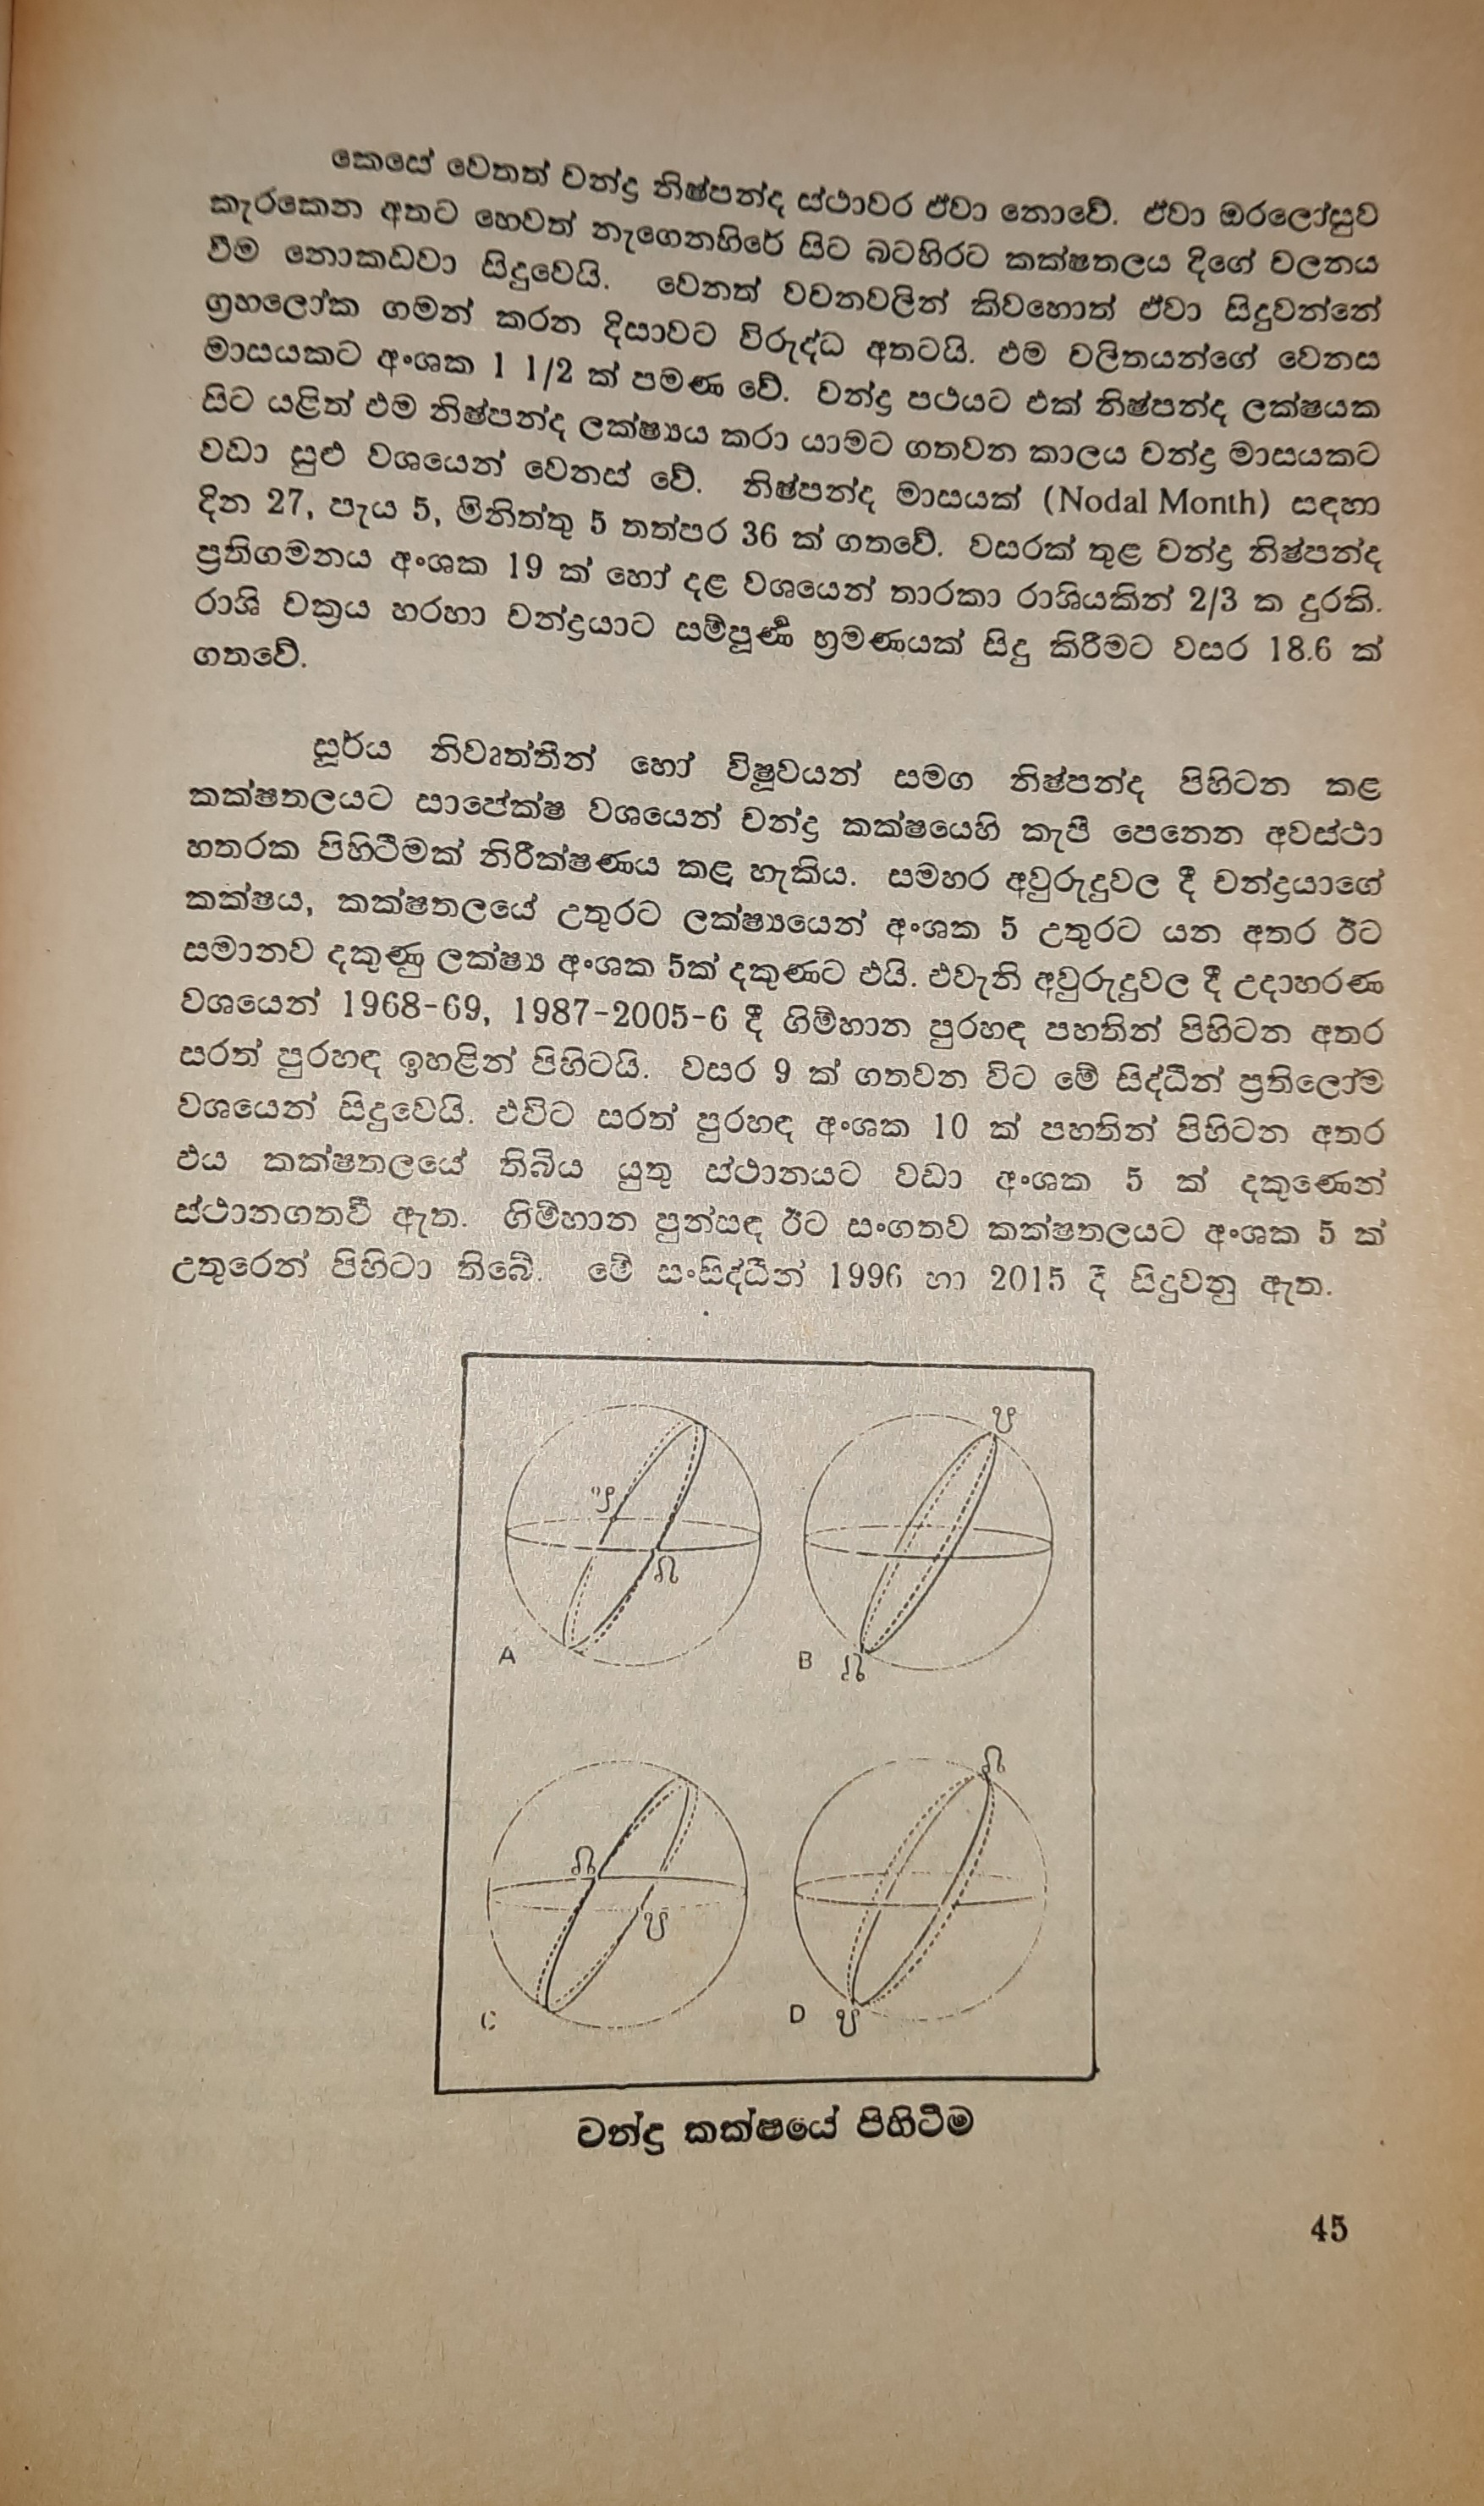 කෙසේ වෙතත් චන්ද්‍ර නිෂ්පන්ද ස්ථාවර ඒවා නොවේ. ඒවා ඔරලෝසුව
කැරකෙන අතට හෙවත් නැගෙනහිරේ සිට බටහිරට කක්ෂතලය දිගේ චලනය
වීම නොකඩවා සිදුවෙයි. වෙනත් වචනවලින් කිවහොත් ඒවා සිදුවන්නේ
ග්‍රහලෝක ගමන් කරන දිසාවට විරුද්ධ අතටයි. එම චලිතයන්ගේ වෙනස
මාසයකට අංශක 1 1/2 ක් පමණ වේ. චන්ද්‍ර පථයට එක් නිෂ්පන්ද ලක්ෂයක
සිට යළිත් එම නිෂ්පන්ද ලක්ෂ්‍යය කරා යාමට ගතවන කාලය චන්ද්‍ර මාසයකට
වඩා සුළු වශයෙන් වෙනස් වේ. නිෂ්පන්ද මාසයක් (Nodal Month) සඳහා
දින 27, පැය 5, මිනිත්තු 5 තත්පර 36 ක් ගතවේ. වසරක් තුළ චන්ද්‍ර නිෂ්පන්ද
ප්‍රතිගමනය අංශක 19 ක් හෝ දළ වශයෙන් තාරකා රාශියකින් 2/3 ක දුරකි.
රාශි චක්‍රය හරහා චන්ද්‍රයාට සම්පූර්ණ භ්‍රමණයක් සිදු කිරීමට වසර 18.6 ක්
ගතවේ.
සූර්ය නිවෘත්තීන් හෝ විෂූවයන් සමග නිෂ්පන්ද පිහිටන කළ
කක්ෂතලයට සාපේක්ෂ වශයෙන් චන්ද්‍ර කක්ෂයෙහි කැපී පෙනෙන අවස්ථා
හතරක පිහිටීමක් නිරීක්ෂණය කළ හැකිය. සමහර අවුරුදුවල දී චන්ද්‍රයාගේ
කක්ෂය, කක්ෂතලයේ උතුරට ලක්ෂ්‍යයෙන් අංශක 5 උතුරට යන අතර ඊට
සමානව දකුණු ලක්ෂ්‍ය අංශක 5ක් දකුණට එයි. එවැනි අවුරුදුවල දී උදාහරණ
වශයෙන් 1968-69, 1987-2005-6 දී ගිම්හාන පුරහඳ පහතින් පිහිටන අතර
සරත් පුරහඳ ඉහළින් පිහිටයි. වසර 9 ක් ගතවන විට මේ සිද්ධීන් ප්‍රතිලෝම
වශයෙන් සිදුවෙයි. එවිට සරත් පුරහඳ අංශක 10 ක් පහතින් පිහිටන අතර
එය කක්ෂතලයේ තිබිය යුතු ස්ථානයට වඩා අංශක 5 ක් දකුණෙන්
ස්ථානගතවී ඇත. ගිම්හාන පුන්සඳ ඊට සංගතව කක්ෂතලයට අංශක 5 ක්
උතුරෙන් පිහිටා තිබේ. මේ සංසිද්ධීන් 1996 හා 2015 දී සිදුවනු ඇත.
☋
☋
☊
A
B ☊
☊
☊
☋
C
D ☋
චන්ද්‍ර කක්ෂයේ පිහිටීම
45